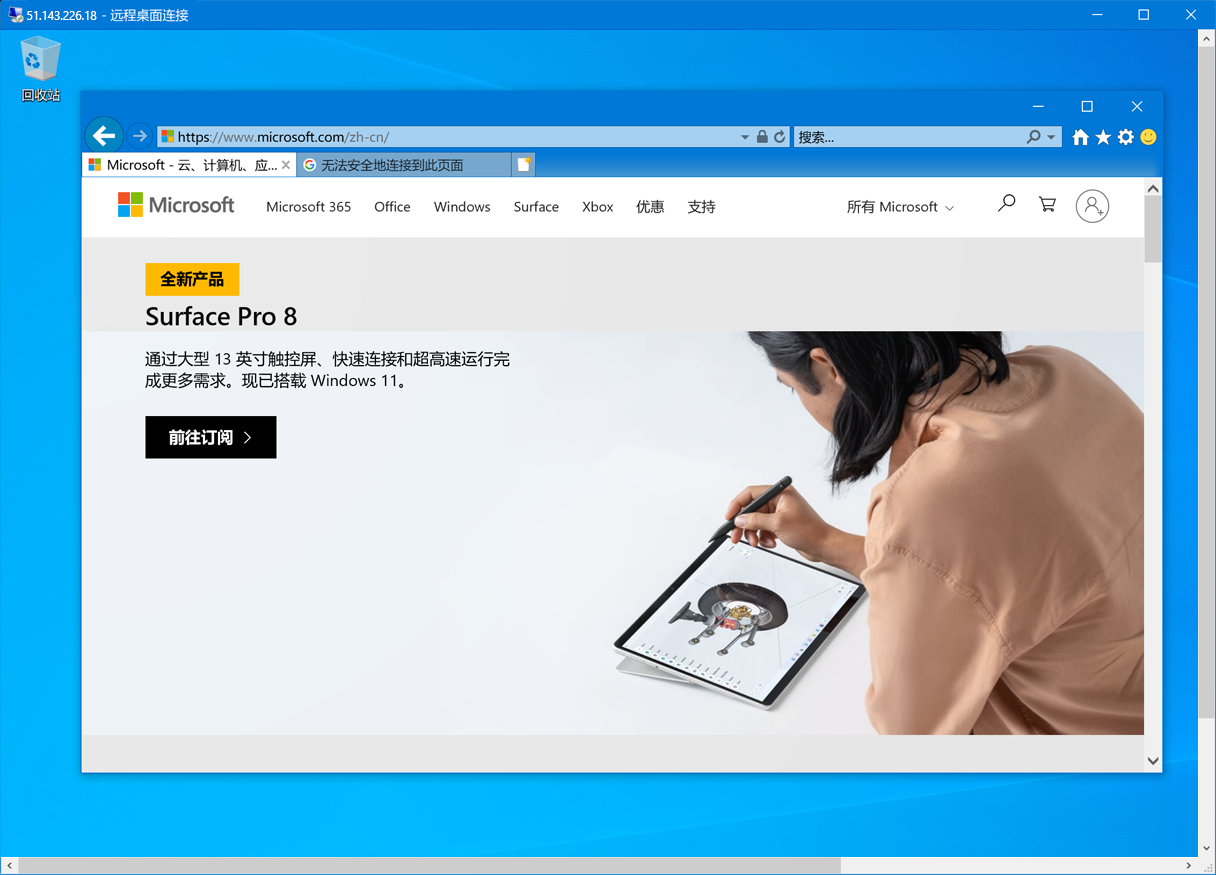 51.143.226.18 - 远程桌面连接
回收站
https://www.microsoft.com/zh-cn/
搜索...
Microsoft - 云、计算机、应...
无法安全地连接到此页面
Microsoft
Microsoft 365
Office
Windows
Surface
Xbox
优惠
支持
所有 Microsoft
全新产品
Surface Pro 8
通过大型 13 英寸触控屏、快速连接和超高速运行完
成更多需求。现已搭载 Windows 11。
前往订阅